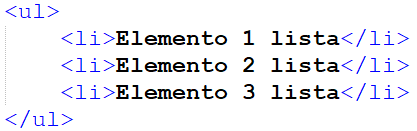 <ul>
    <li>Elemento 1 lista</li>
    <li>Elemento 2 lista</li>
    <li>Elemento 3 lista</li>
</ul>